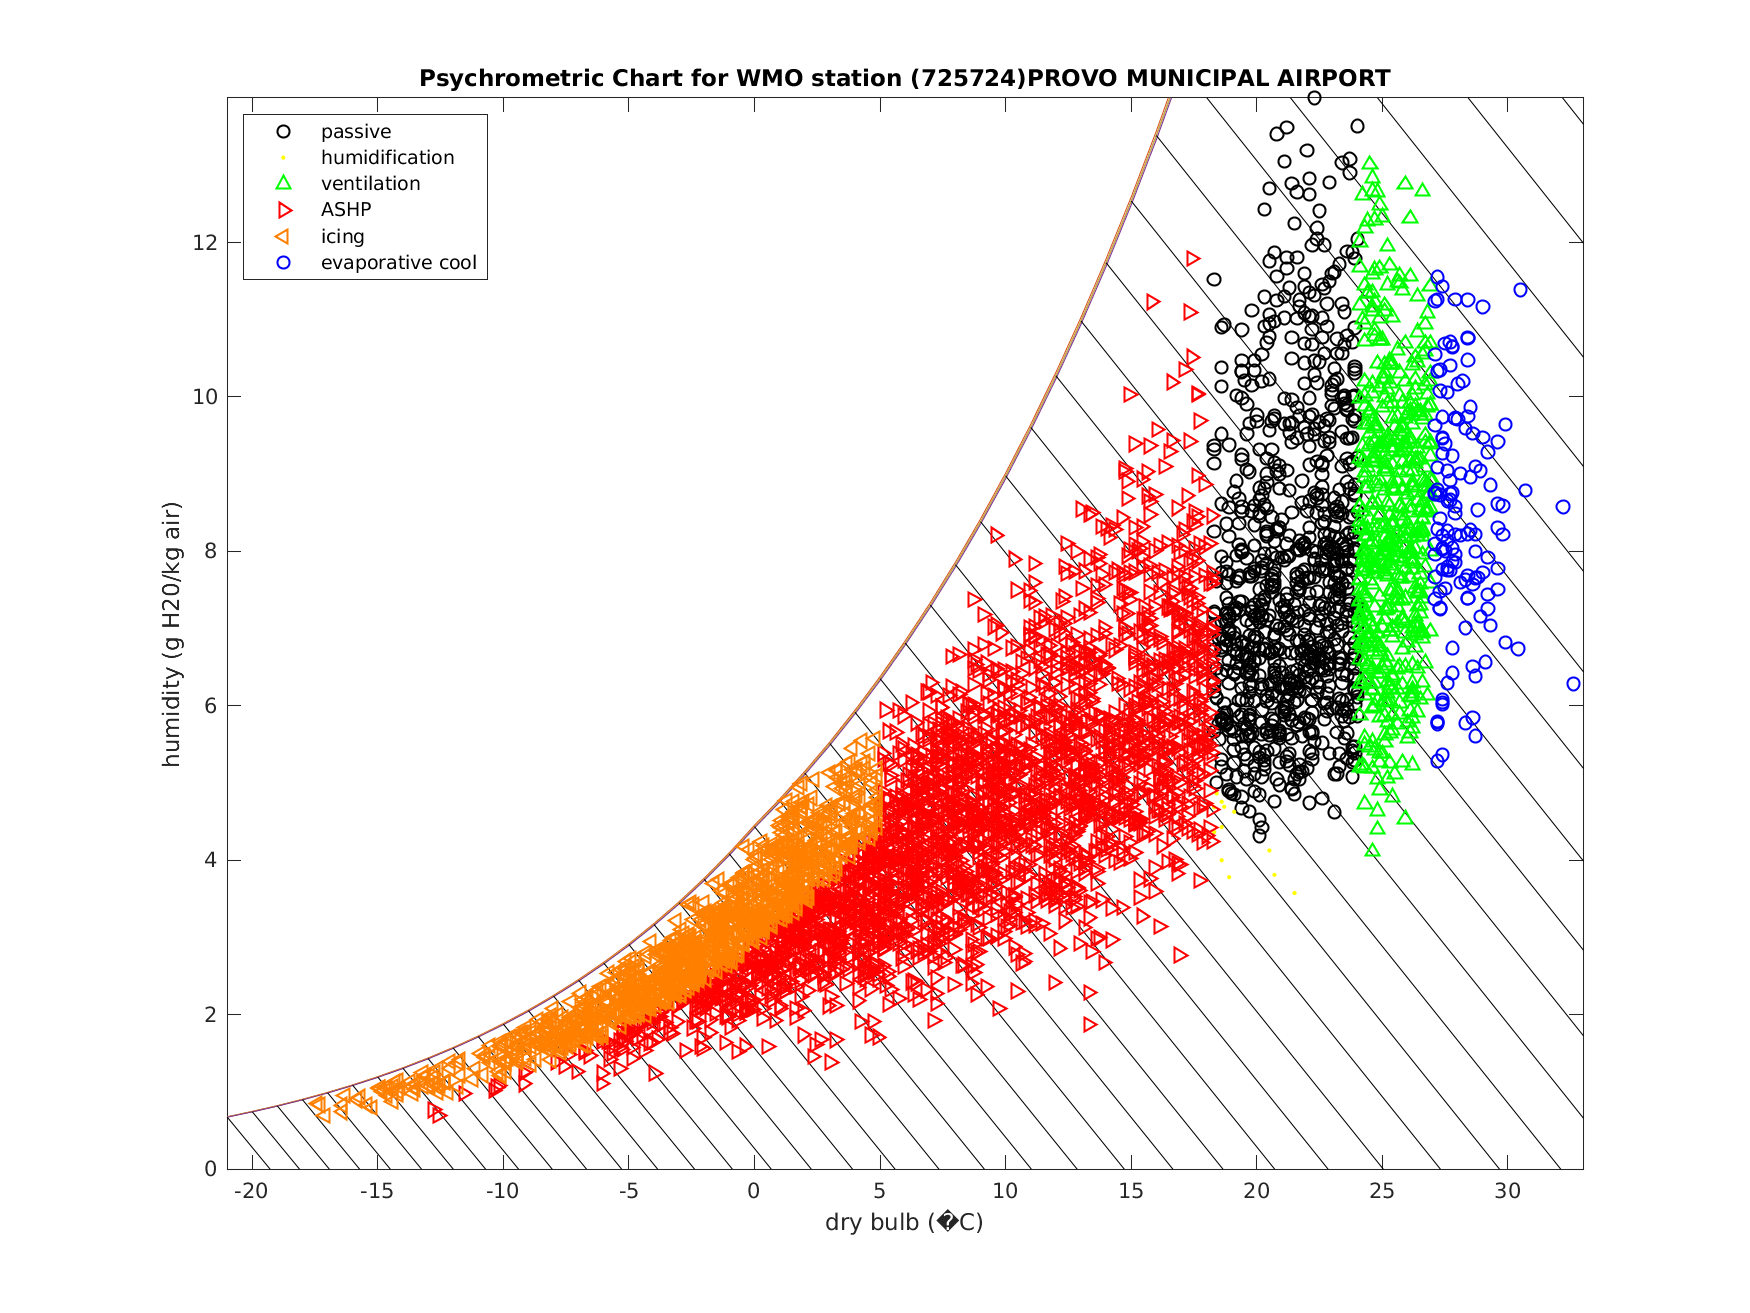 Psychrometric Chart for WMO station (725724)PROVO MUNICIPAL AIRPORT
passive
humidification
ventilation
ASHP
icing
evaporative cool
12
10
8
6
4
2
0
humidity (g H20/kg air)
-20 -15 -10 -5 0 5 10 15 20 25 30
dry bulb (�C)